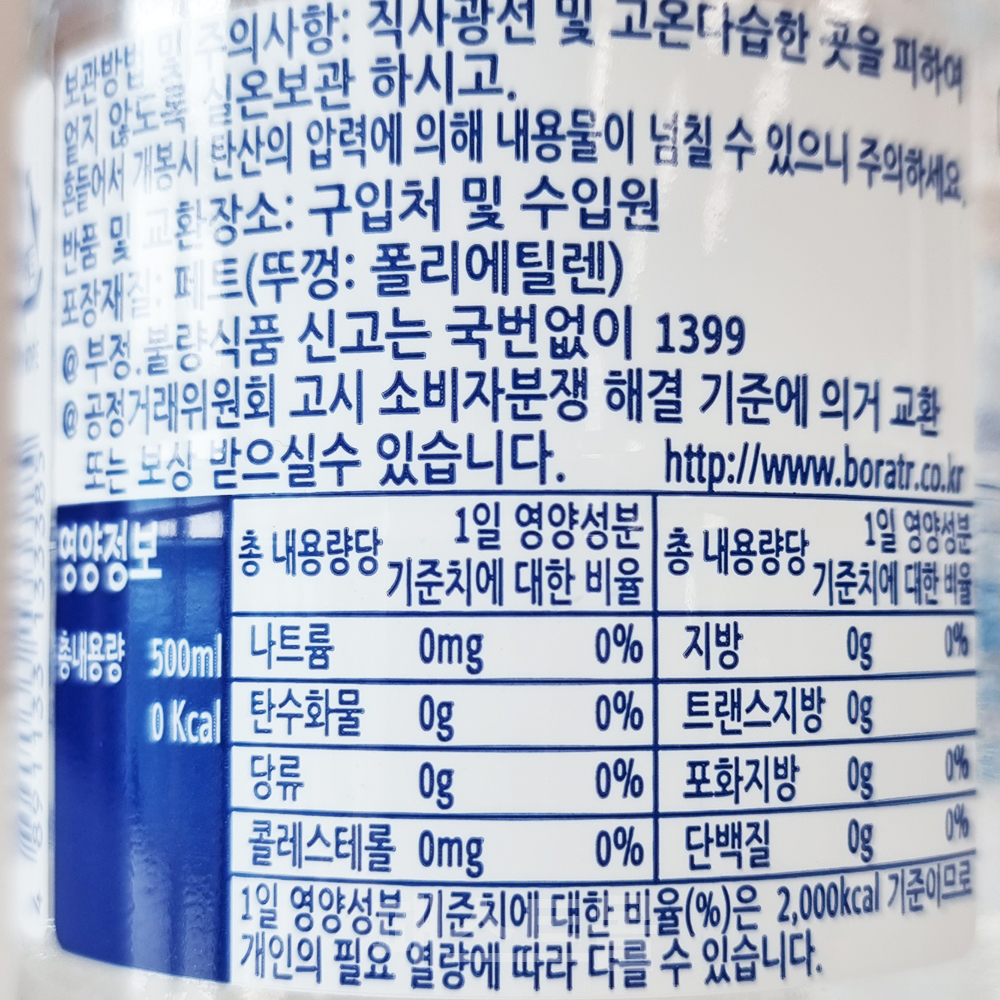 보관방법 및 주의사항: 직사광선 및 고온다습한 곳을 피하여
얼지 않도록 실온보관 하시고.
흔들어서 개봉시 탄산의 압력에 의해 내용물이 넘칠 수 있으니 주의하세요.
반품 및 교환장소: 구입처 및 수입원
포장재질: 페트(뚜껑: 폴리에틸렌)
@ 부정.불량식품 신고는 국번없이 1399
@ 공정거래위원회 고시 소비자분쟁 해결 기준에 의거 교환
또는 보상 받으실수 있습니다. http://www.boratr.co.kr
영양정보
총내용량 500ml
0 Kcal
총 내용량당 1일 영양성분 기준치에 대한 비율
총 내용량당 1일 영양성분 기준치에 대한 비율
나트륨 0mg 0% 지방 0g 0%
탄수화물 0g 0% 트랜스지방 0g
당류 0g 0% 포화지방 0g 0%
콜레스테롤 0mg 0% 단백질 0g 0%
1일 영양성분 기준치에 대한 비율(%)은 2,000kcal 기준이므로
개인의 필요 열량에 따라 다를 수 있습니다.